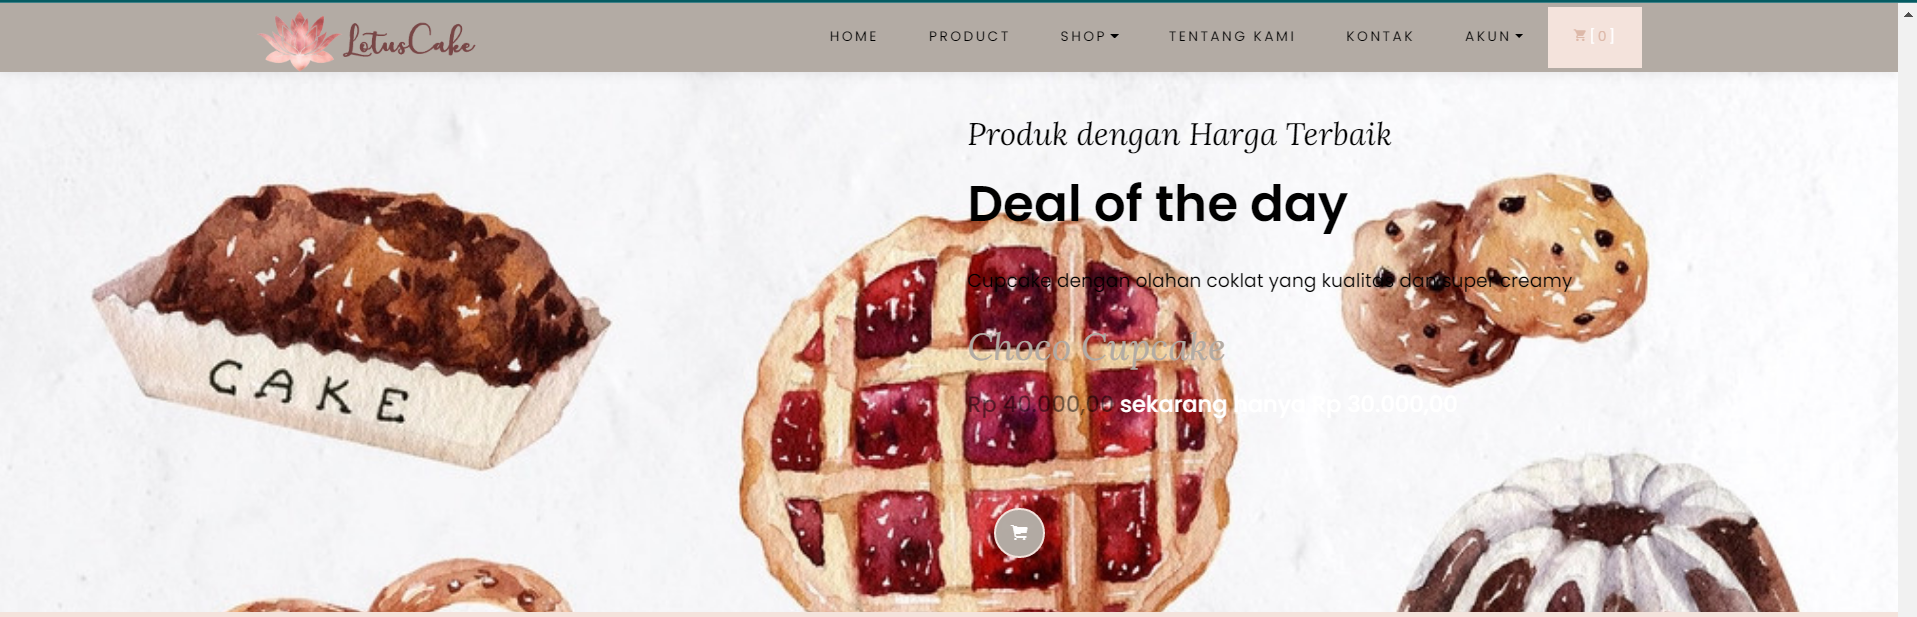 LotusCake
HOME PRODUCT SHOP TENTANG KAMI KONTAK AKUN [0]
Produk dengan Harga Terbaik
Deal of the day
Cupcake dengan olahan coklat yang kualitas dan super creamy
Choco Cupcake
Rp 40.000,00 sekarang hanya Rp 30.000,00
CAKE